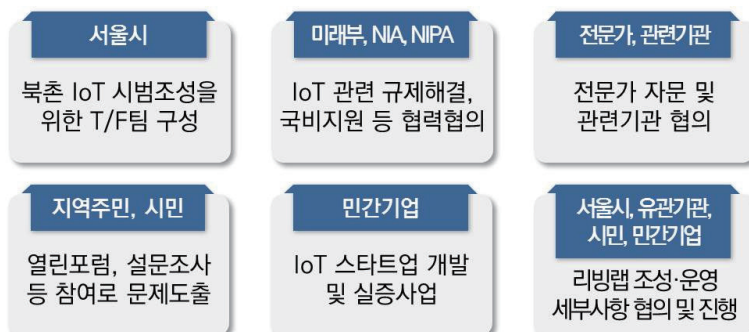 서울시
북촌 IoT 시범조성을
위한 T/F팀 구성
미래부, NIA, NIPA
IoT 관련 규제해결,
국비지원 등 협력협의
전문가, 관련기관
전문가 자문 및
관련기관 협의
지역주민, 시민
열린포럼, 설문조사
등 참여로 문제도출
민간기업
IoT 스타트업 개발
및 실증사업
서울시, 유관기관,
시민, 민간기업
리빙랩 조성·운영
세부사항 협의 및 진행